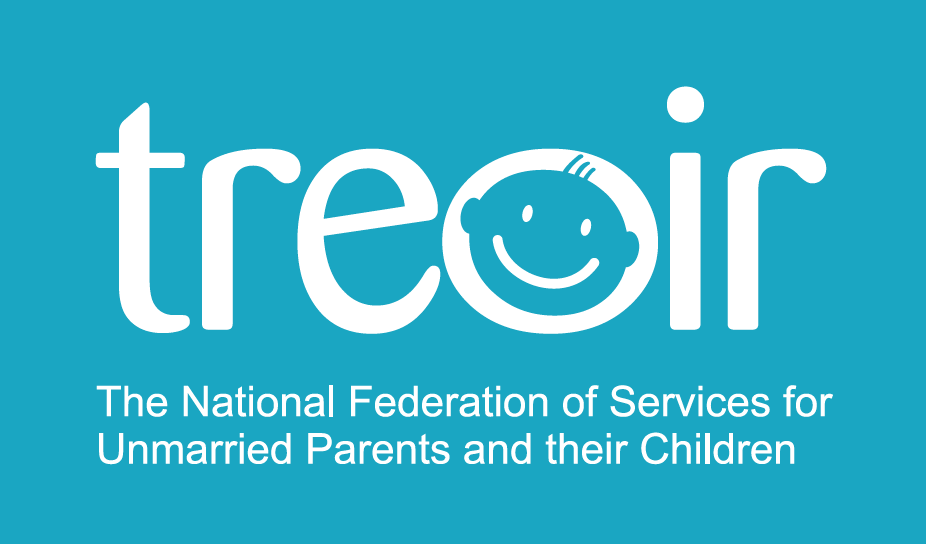 treoir
The National Federation of Services for
Unmarried Parents and their Children